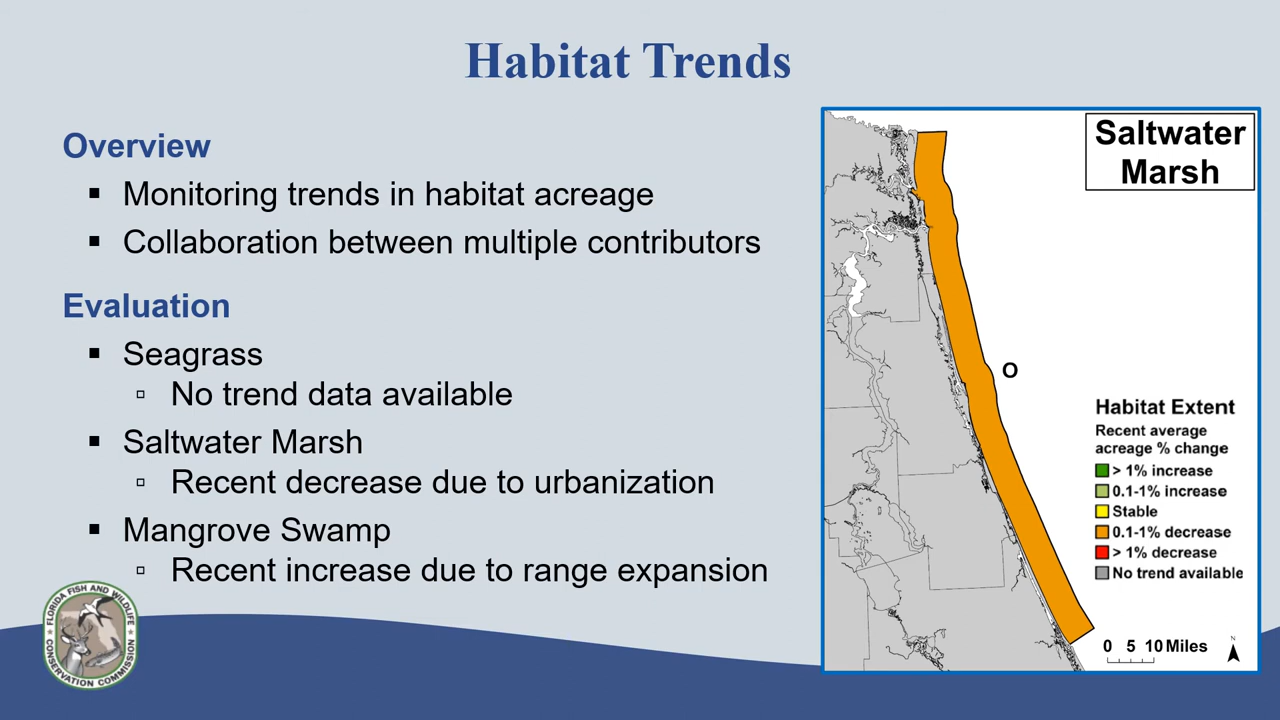 Habitat Trends
Overview
▪ Monitoring trends in habitat acreage
▪ Collaboration between multiple contributors
Evaluation
▪ Seagrass
▫ No trend data available
▪ Saltwater Marsh
▫ Recent decrease due to urbanization
▪ Mangrove Swamp
▫ Recent increase due to range expansion
Saltwater
Marsh
O
Habitat Extent
Recent average
acreage % change
> 1% increase
0.1-1% increase
Stable
0.1-1% decrease
> 1% decrease
No trend available
0 5 10 Miles
N
FLORIDA FISH AND WILDLIFE
CONSERVATION COMMISSION